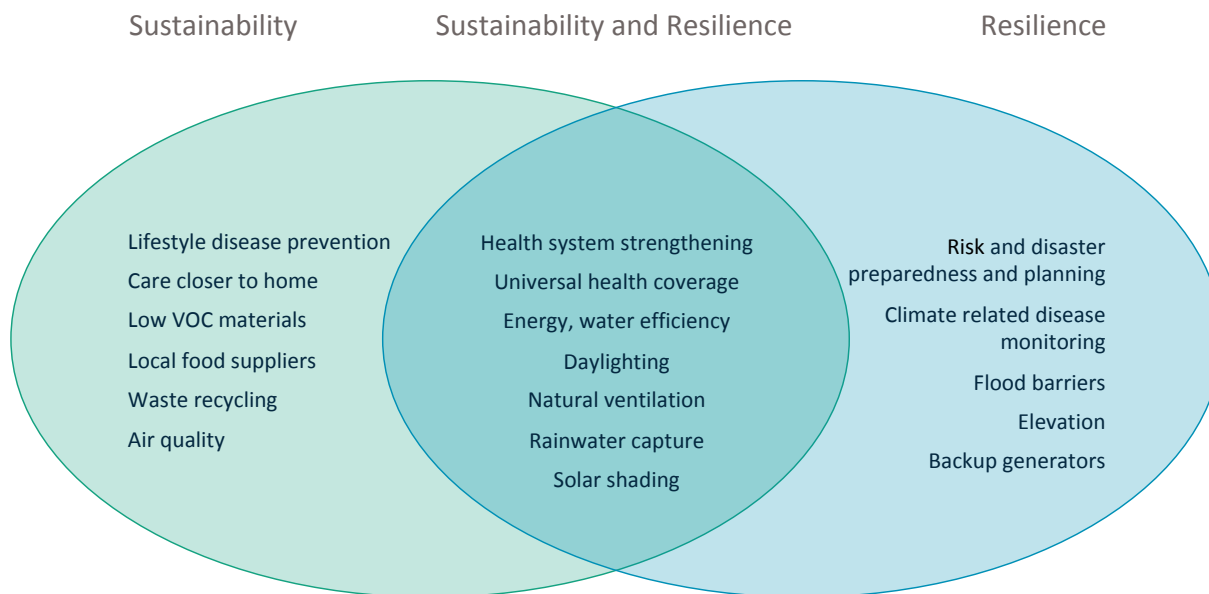 Sustainability
Sustainability and Resilience
Resilience
Lifestyle disease prevention
Care closer to home
Low VOC materials
Local food suppliers
Waste recycling
Air quality
Health system strengthening
Universal health coverage
Energy, water efficiency
Daylighting
Natural ventilation
Rainwater capture
Solar shading
Risk and disaster
preparedness and planning
Climate related disease
monitoring
Flood barriers
Elevation
Backup generators